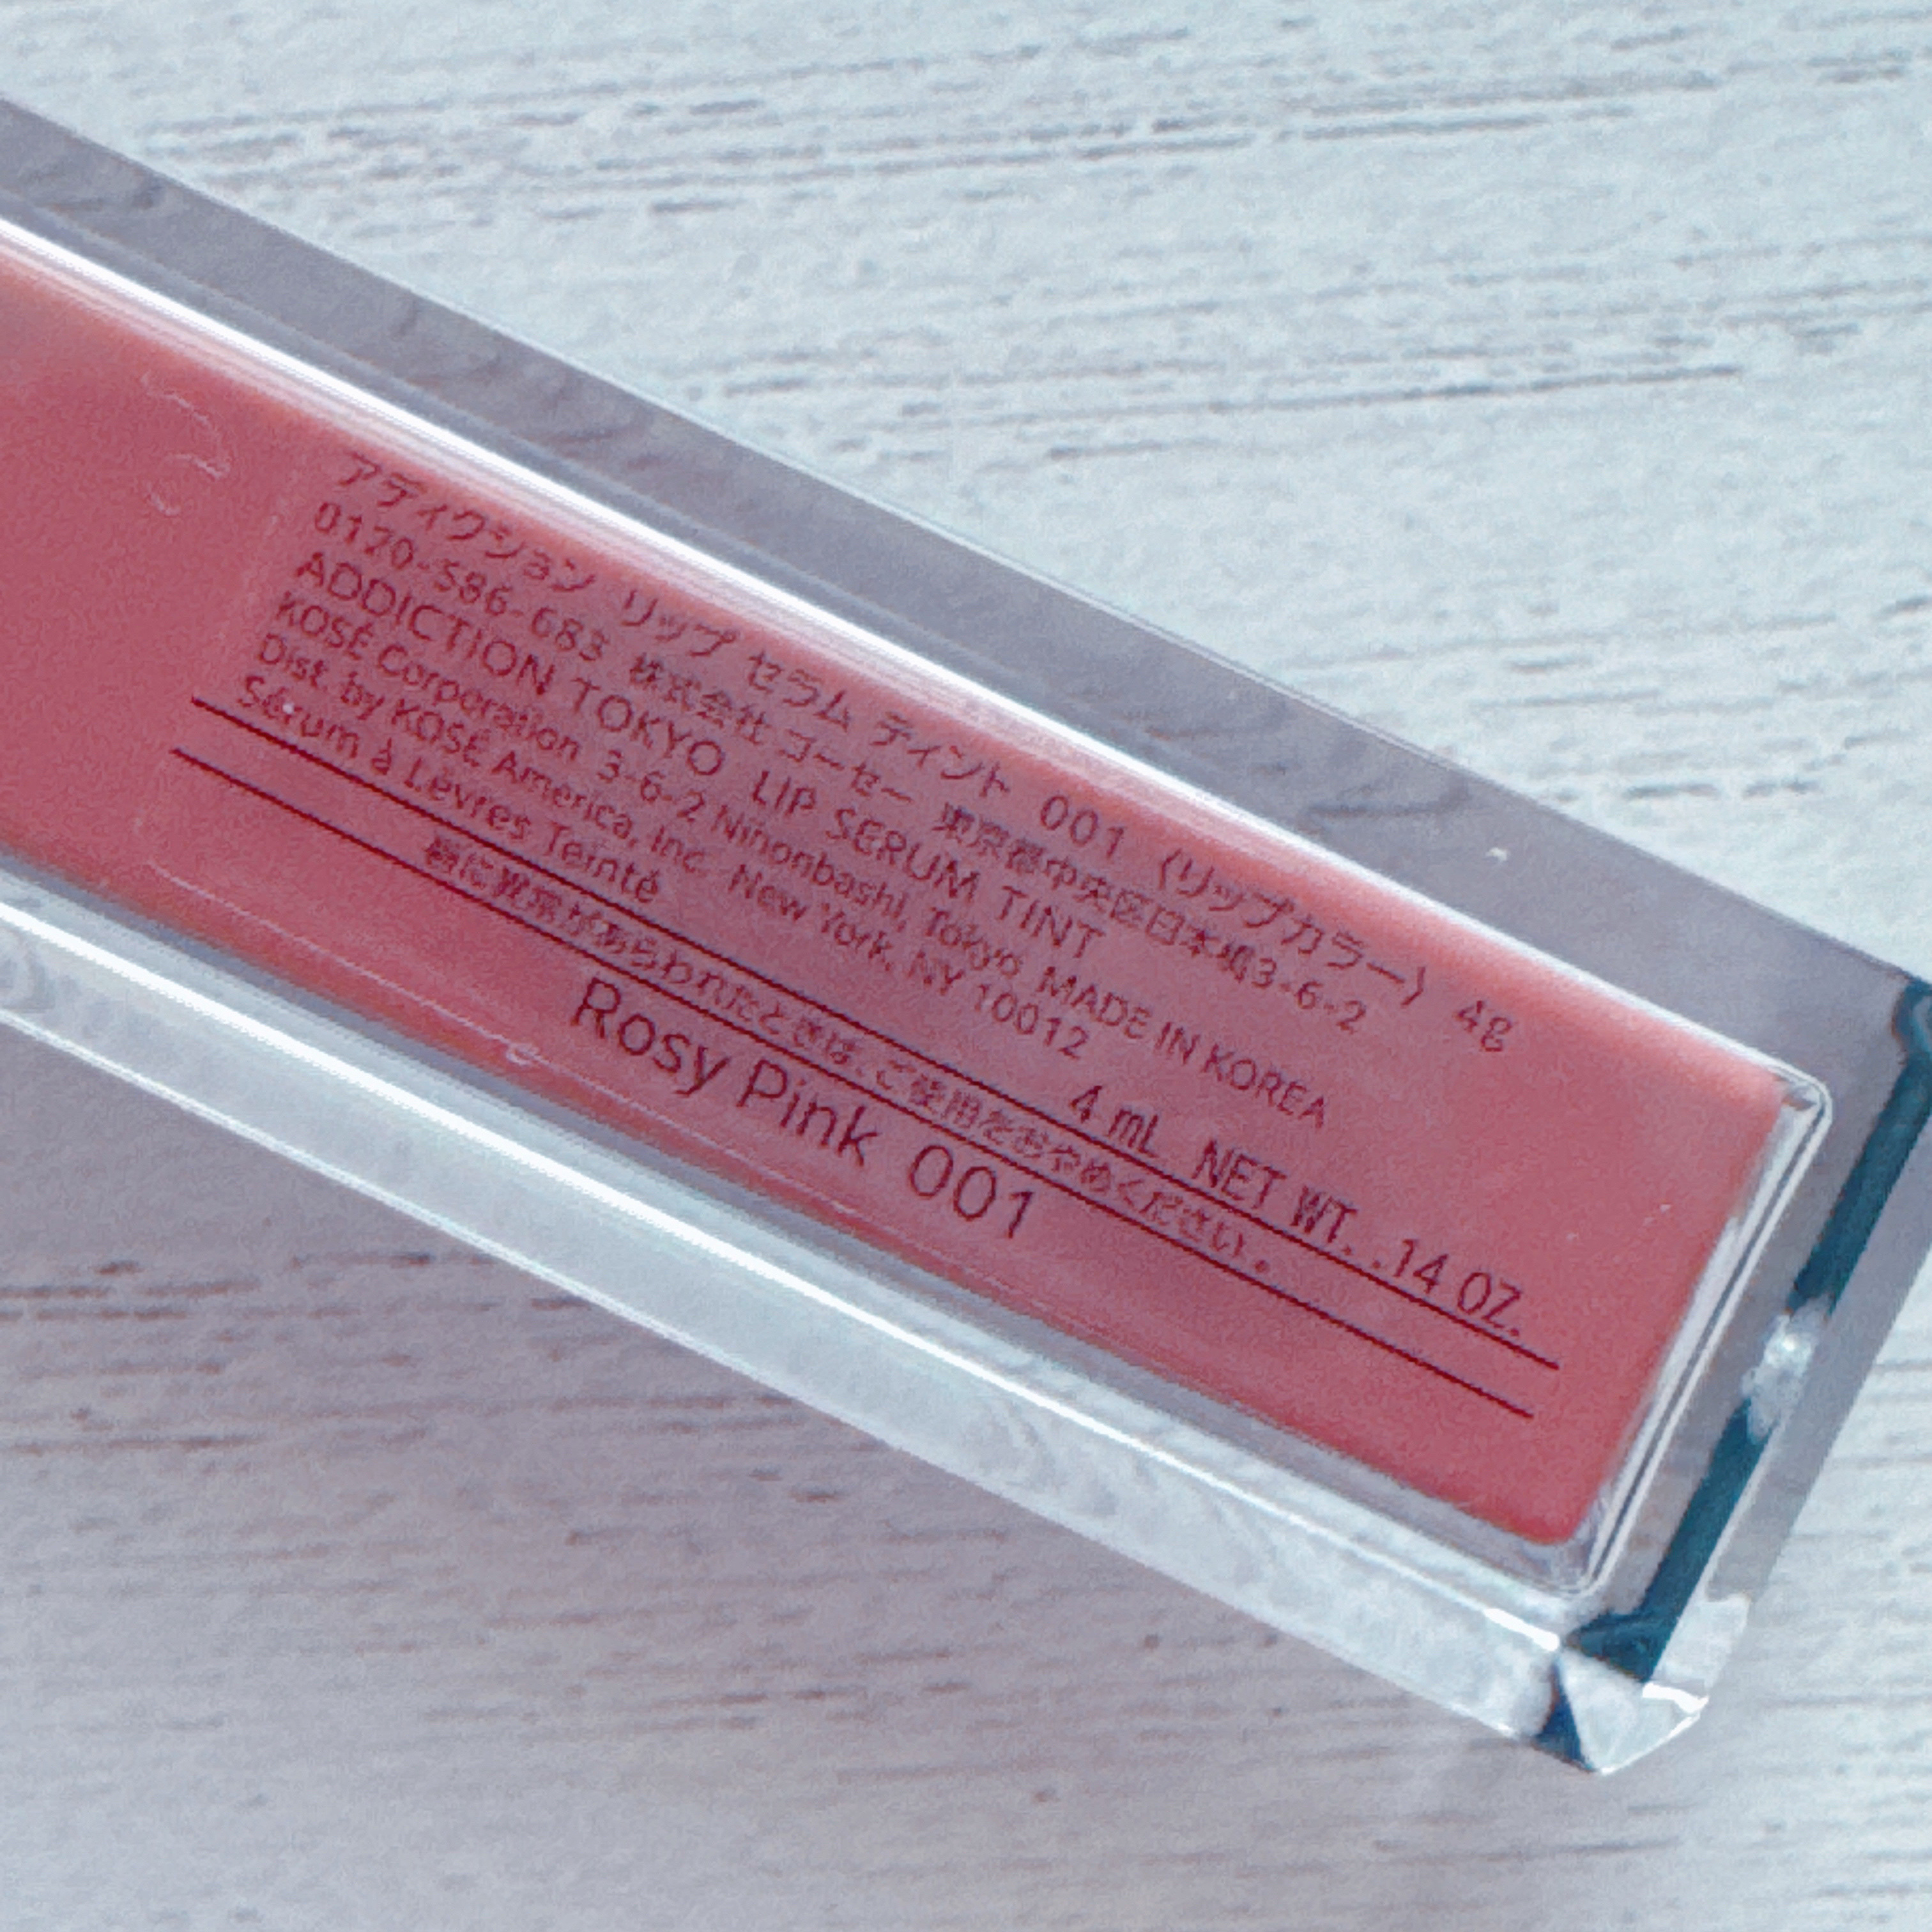 アディクション リップ セラム ティント 001 〈リップカラー〉 4g
0120-586-683 株式会社 コーセー 東京都中央区日本橋3-6-2
ADDICTION TOKYO LIP SERUM TINT
KOSÉ Corporation 3-6-2 Nihonbashi, Tokyo MADE IN KOREA
Dist. by KOSÉ America, Inc. New York, NY 10012
Sérum à Lèvres Teinté 4 mL NET WT. .14 OZ.
唇に異常があらわれたときは、ご使用をおやめください。
Rosy Pink 001